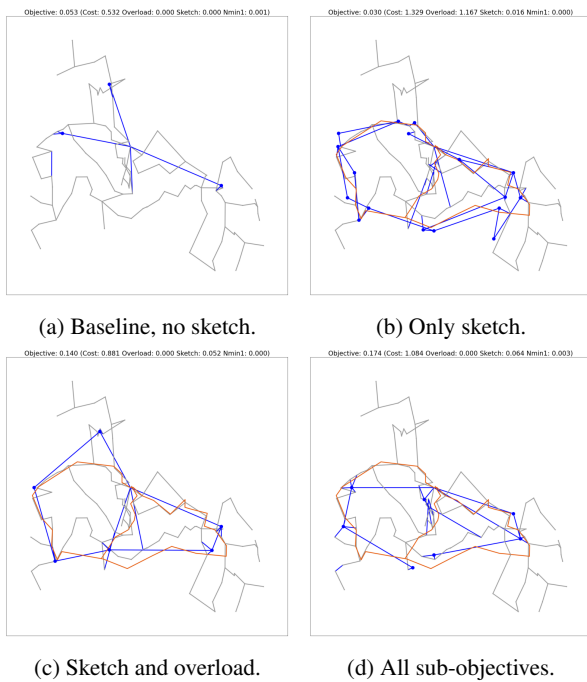 Objective: 0.053 (Cost: 0.532 Overload: 0.000 Sketch: 0.000 Nmin1: 0.001)
Objective: 0.030 (Cost: 1.329 Overload: 1.167 Sketch: 0.016 Nmin1: 0.000)
(a) Baseline, no sketch.
(b) Only sketch.
Objective: 0.140 (Cost: 0.881 Overload: 0.000 Sketch: 0.052 Nmin1: 0.000)
Objective: 0.174 (Cost: 1.084 Overload: 0.000 Sketch: 0.064 Nmin1: 0.003)
(c) Sketch and overload.
(d) All sub-objectives.